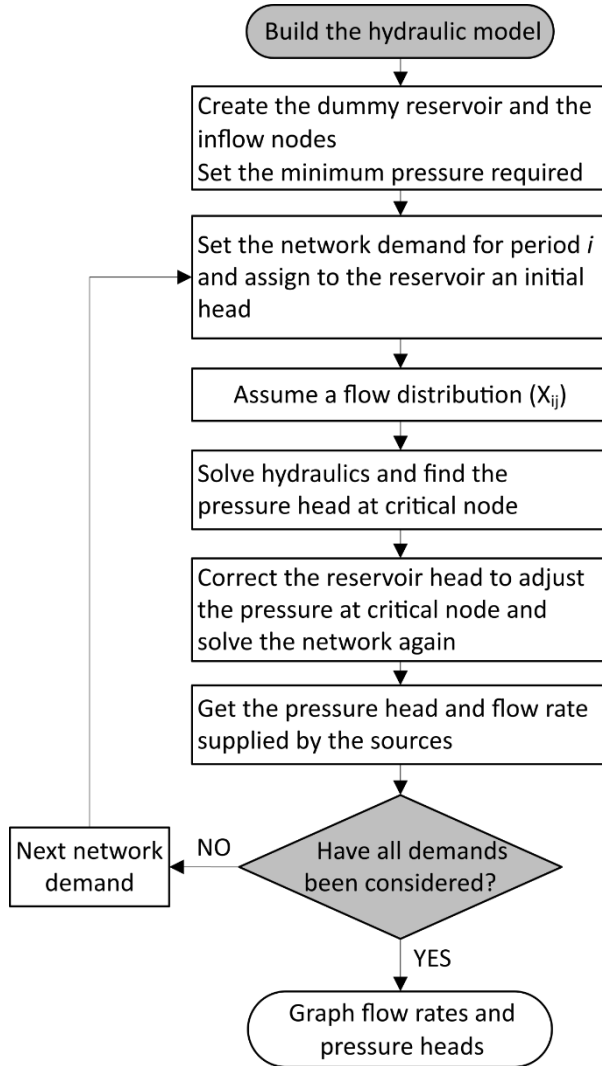 Build the hydraulic model
Create the dummy reservoir and the
inflow nodes
Set the minimum pressure required
Set the network demand for period i
and assign to the reservoir an initial
head
Assume a flow distribution (Xij)
Solve hydraulics and find the
pressure head at critical node
Correct the reservoir head to adjust
the pressure at critical node and
solve the network again
Get the pressure head and flow rate
supplied by the sources
Have all demands
been considered?
NO
Next network
demand
YES
Graph flow rates and
pressure heads